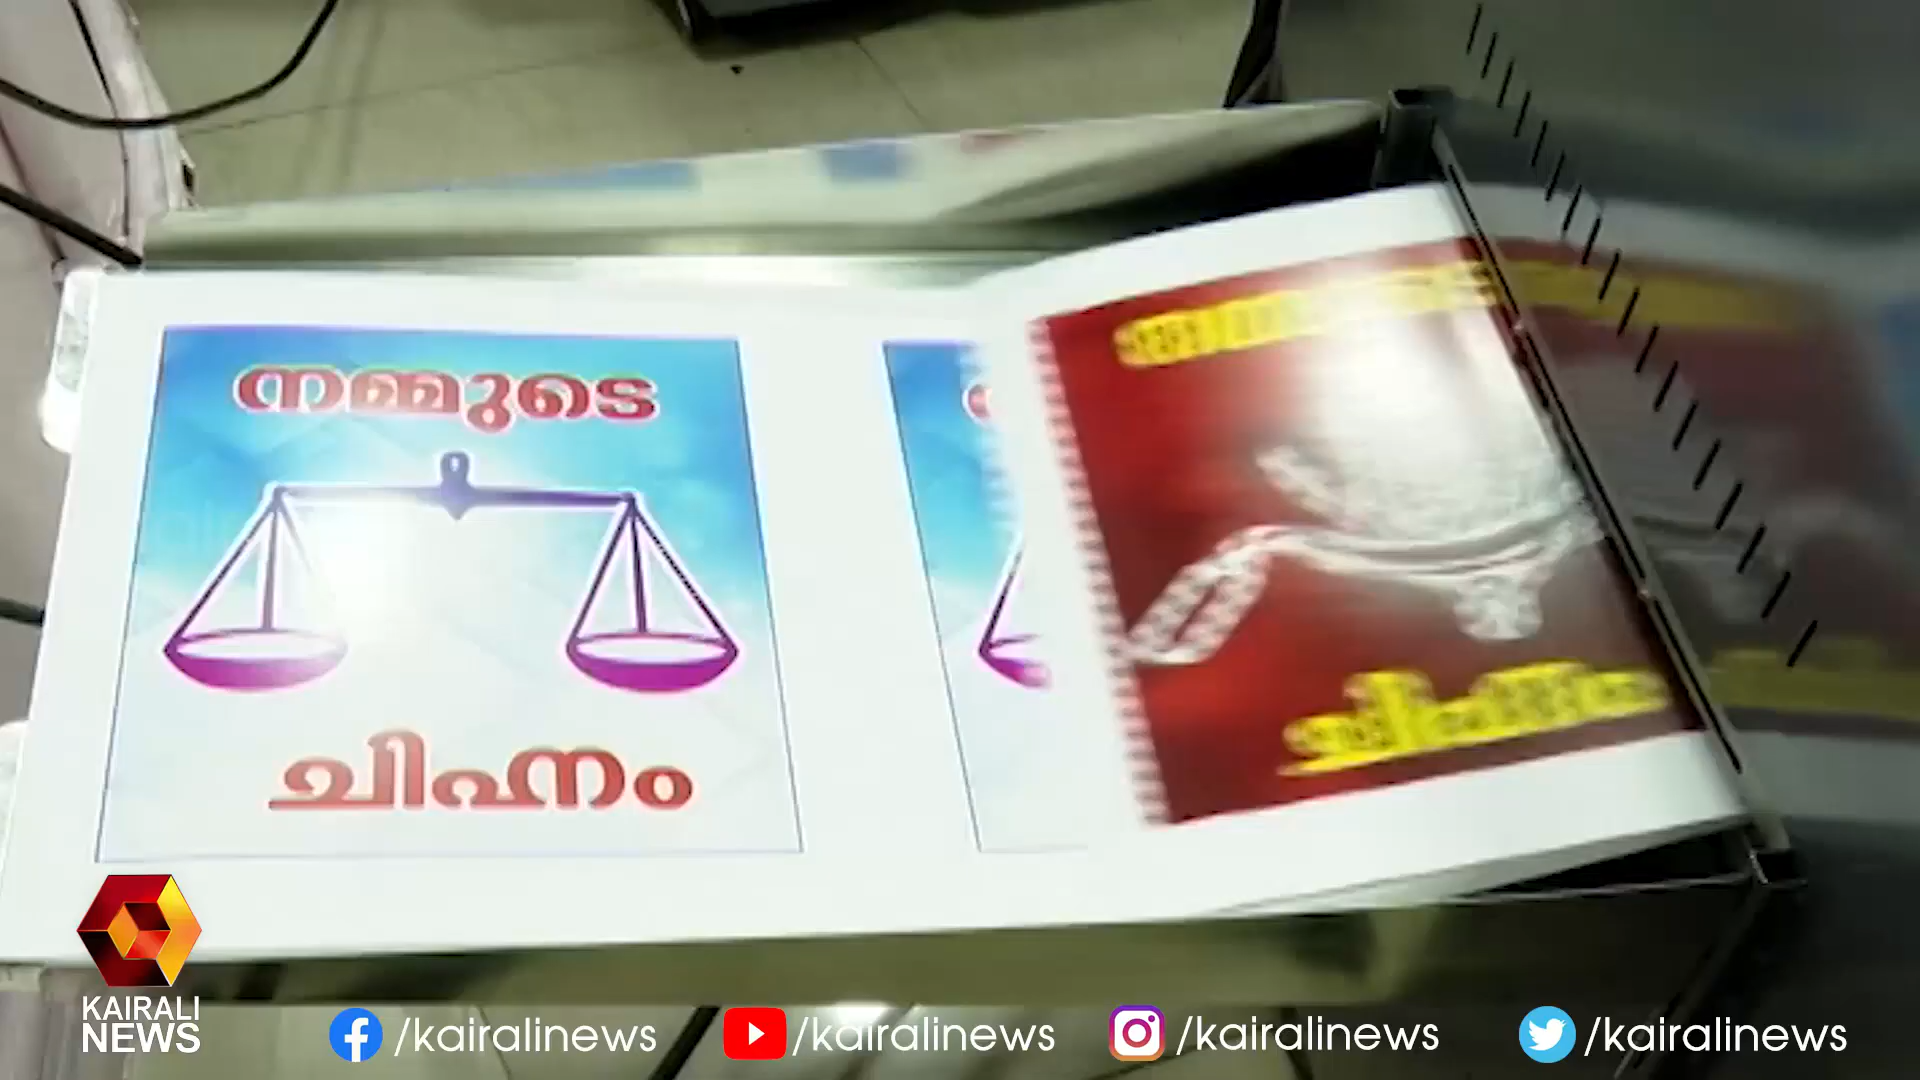 നമ്മുടെ
ചിഹ്നം
KAIRALI
NEWS
/kairalinews
/kairalinews
/kairalinews
/kairalinews